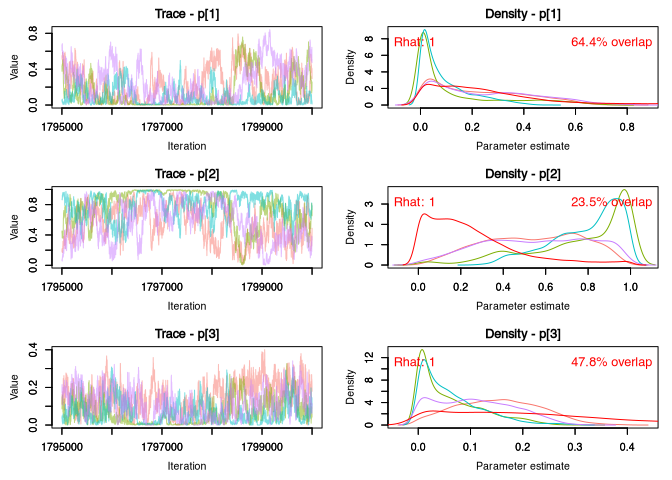 Trace - p[1]
Density - p[1]
Value
0.0 0.4 0.8
1795000 1797000 1799000
Iteration
Density
0 2 4 6 8
Rhat: 1
64.4% overlap
0.0 0.2 0.4 0.6 0.8
Parameter estimate
Trace - p[2]
Density - p[2]
Value
0.0 0.4 0.8
1795000 1797000 1799000
Iteration
Density
0 1 2 3
Rhat: 1
23.5% overlap
0.0 0.2 0.4 0.6 0.8 1.0
Parameter estimate
Trace - p[3]
Density - p[3]
Value
0.0 0.2 0.4
1795000 1797000 1799000
Iteration
Density
0 4 8 12
Rhat: 1
47.8% overlap
0.0 0.1 0.2 0.3 0.4
Parameter estimate